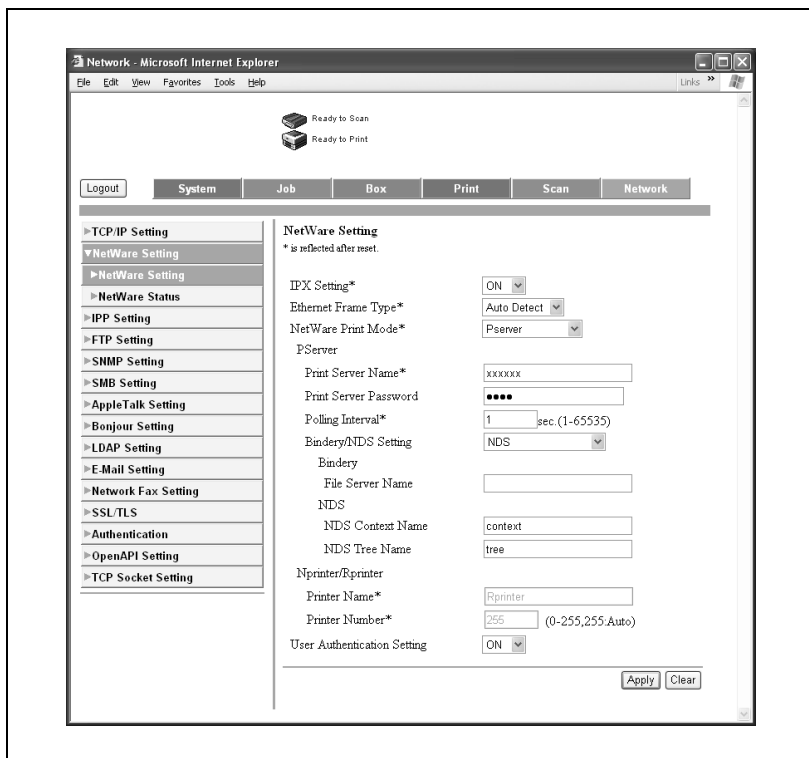 Network - Microsoft Internet Explorer
File Edit View Favorites Tools Help
Links »
Ready to Scan
Ready to Print
Logout System Job Box Print Scan Network
TCP/IP Setting
NetWare Setting
NetWare Setting
NetWare Status
IPP Setting
FTP Setting
SNMP Setting
SMB Setting
AppleTalk Setting
Bonjour Setting
LDAP Setting
E-Mail Setting
Network Fax Setting
SSL/TLS
Authentication
OpenAPI Setting
TCP Socket Setting
NetWare Setting
* is reflected after reset.
IPX Setting* ON
Ethernet Frame Type* Auto Detect
NetWare Print Mode* Pserver
PServer
Print Server Name* xxxxxx
Print Server Password ●●●●
Polling Interval* 1 sec.(1-65535)
Bindery/NDS Setting NDS
Bindery
File Server Name
NDS
NDS Context Name context
NDS Tree Name tree
Nprinter/Rprinter
Printer Name* Rprinter
Printer Number* 255 (0-255,255:Auto)
User Authentication Setting ON
Apply Clear